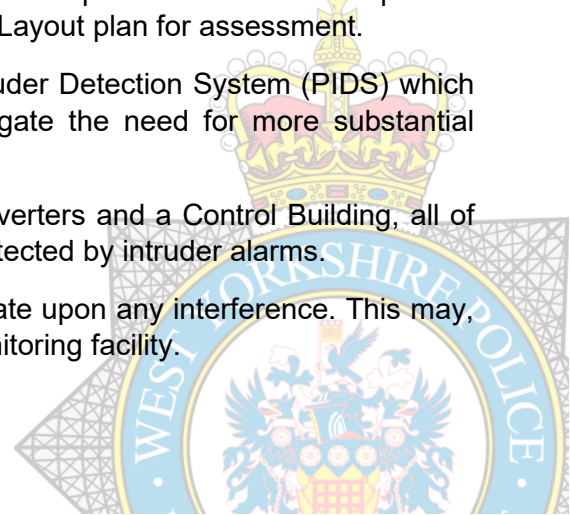 Layout plan for assessment.
uder Detection System (PIDS) which
gate the need for more substantial
verters and a Control Building, all of
tected by intruder alarms.
ate upon any interference. This may,
nitoring facility.
WEST YORKSHIRE POLICE